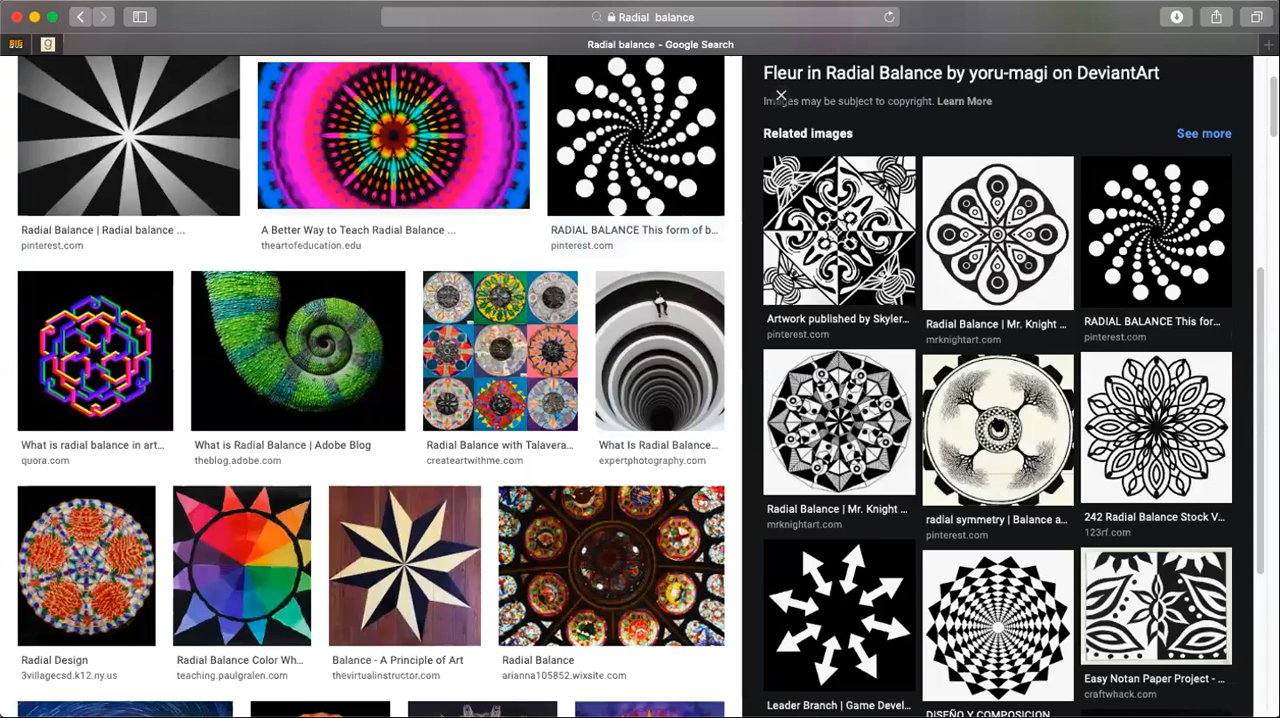 Radial balance
Radial balance - Google Search
g
Radial Balance | Radial balance ...
pinterest.com
A Better Way to Teach Radial Balance ...
theartofeducation.edu
RADIAL BALANCE This form of b...
pinterest.com
What is radial balance in art...
quora.com
What is Radial Balance | Adobe Blog
theblog.adobe.com
Radial Balance with Talavera...
createartwithme.com
What Is Radial Balance...
expertphotography.com
Radial Design
3villagecsd.k12.ny.us
Radial Balance Color Wh...
teaching.paulgralen.com
Balance - A Principle of Art
thevirtualinstructor.com
Radial Balance
arianna105852.wixsite.com
Fleur in Radial Balance by yoru-magi on DeviantArt
Images may be subject to copyright. Learn More
Related images
See more
Artwork published by Skyler...
pinterest.com
Radial Balance | Mr. Knight ...
mrknightart.com
RADIAL BALANCE This for...
pinterest.com
Radial Balance | Mr. Knight ...
mrknightart.com
radial symmetry | Balance a...
pinterest.com
242 Radial Balance Stock V...
123rf.com
Leader Branch | Game Devel...
DISEÑO Y COMPOSICION
Easy Notan Paper Project - ...
craftwhack.com